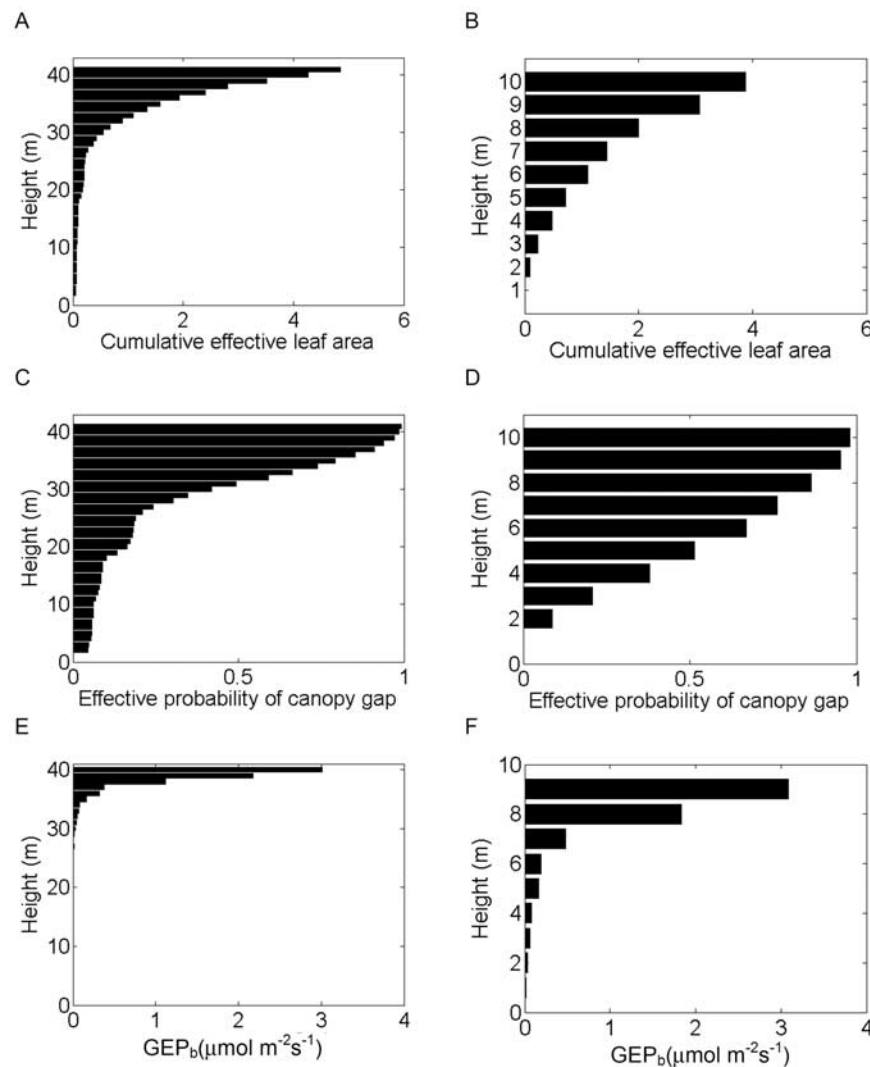 A
B
40
30
20
10
0
Height (m)
0 2 4 6
Cumulative effective leaf area
10
9
8
7
6
5
4
3
2
1
Height (m)
0 2 4 6
Cumulative effective leaf area
C
D
40
30
20
10
0
Height (m)
0 0.5 1
Effective probability of canopy gap
10
8
6
4
2
0
Height (m)
0 0.5 1
Effective probability of canopy gap
E
F
40
30
20
30
40
0
Height (m)
0 1 2 3 4
GEPb(μmol m-2s-1)
10
8
6
4
2
0
Height (m)
0 1 2 3 4
GEPb(μmol m-2s-1)